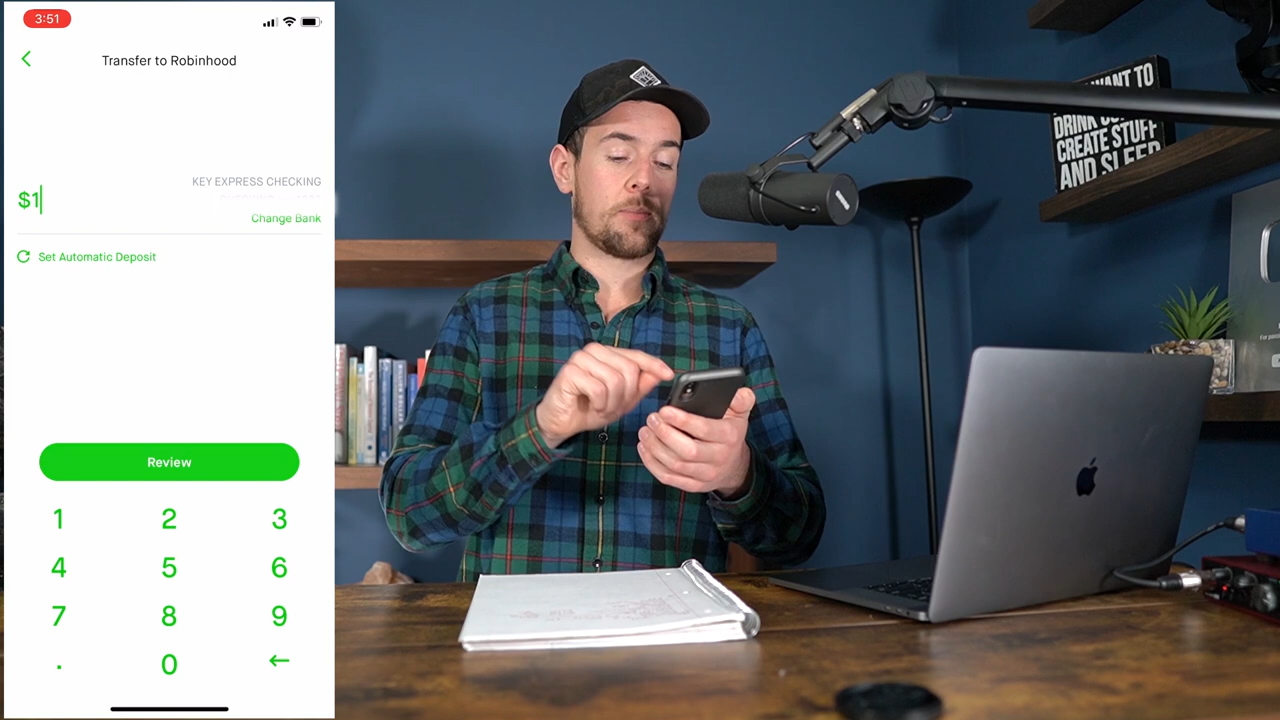 3:51
Transfer to Robinhood
KEY EXPRESS CHECKING
$1
Change Bank
Set Automatic Deposit
Review
1 2 3
4 5 6
7 8 9
. 0 ←
WANT TO
CREATE STUFF
AND SLEEP